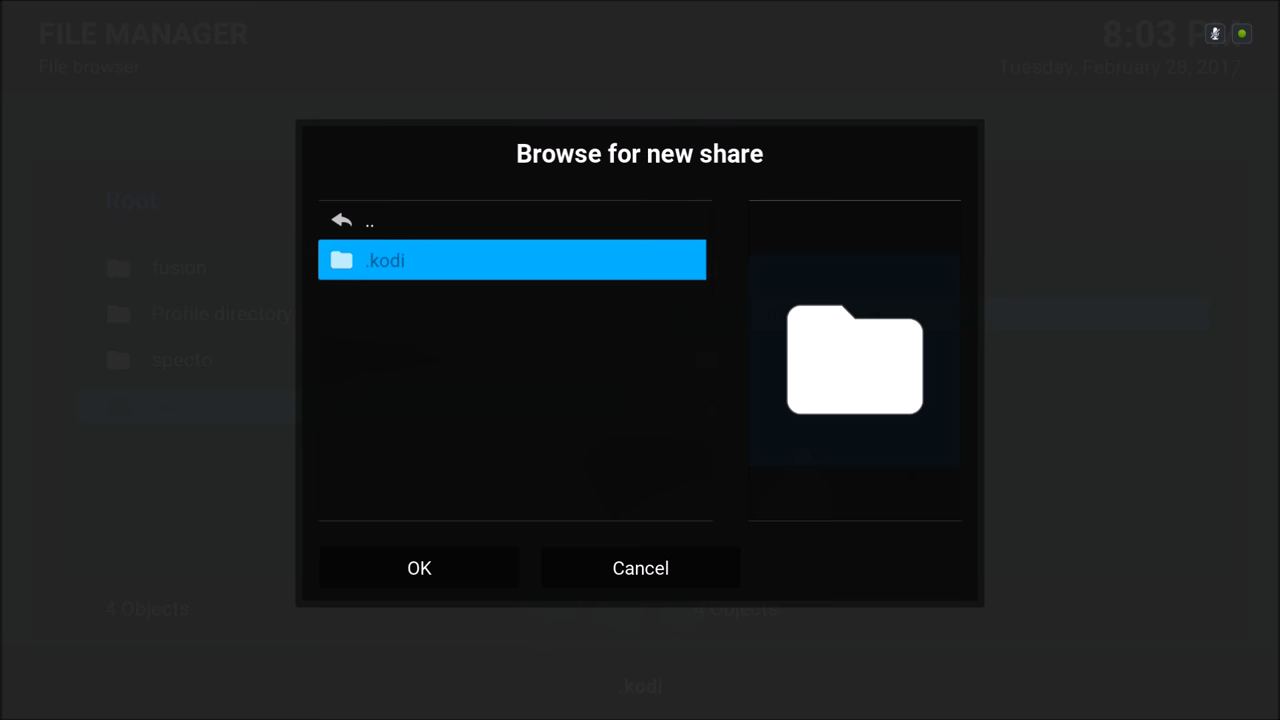 FILE MANAGER
File browser
8:03 P
Tuesday, February 28, 2017
Browse for new share
..
.kodi
Root
fusion
Profile directory
specto
OK
Cancel
4 Objects
4 Objects
.kodi